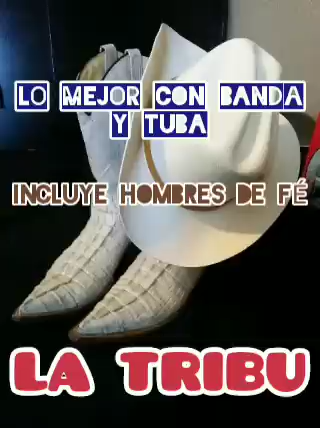 LO MEJOR CON BANDA
Y TUBA
INCLUYE HOMBRES DE FÉ
LA TRIBU